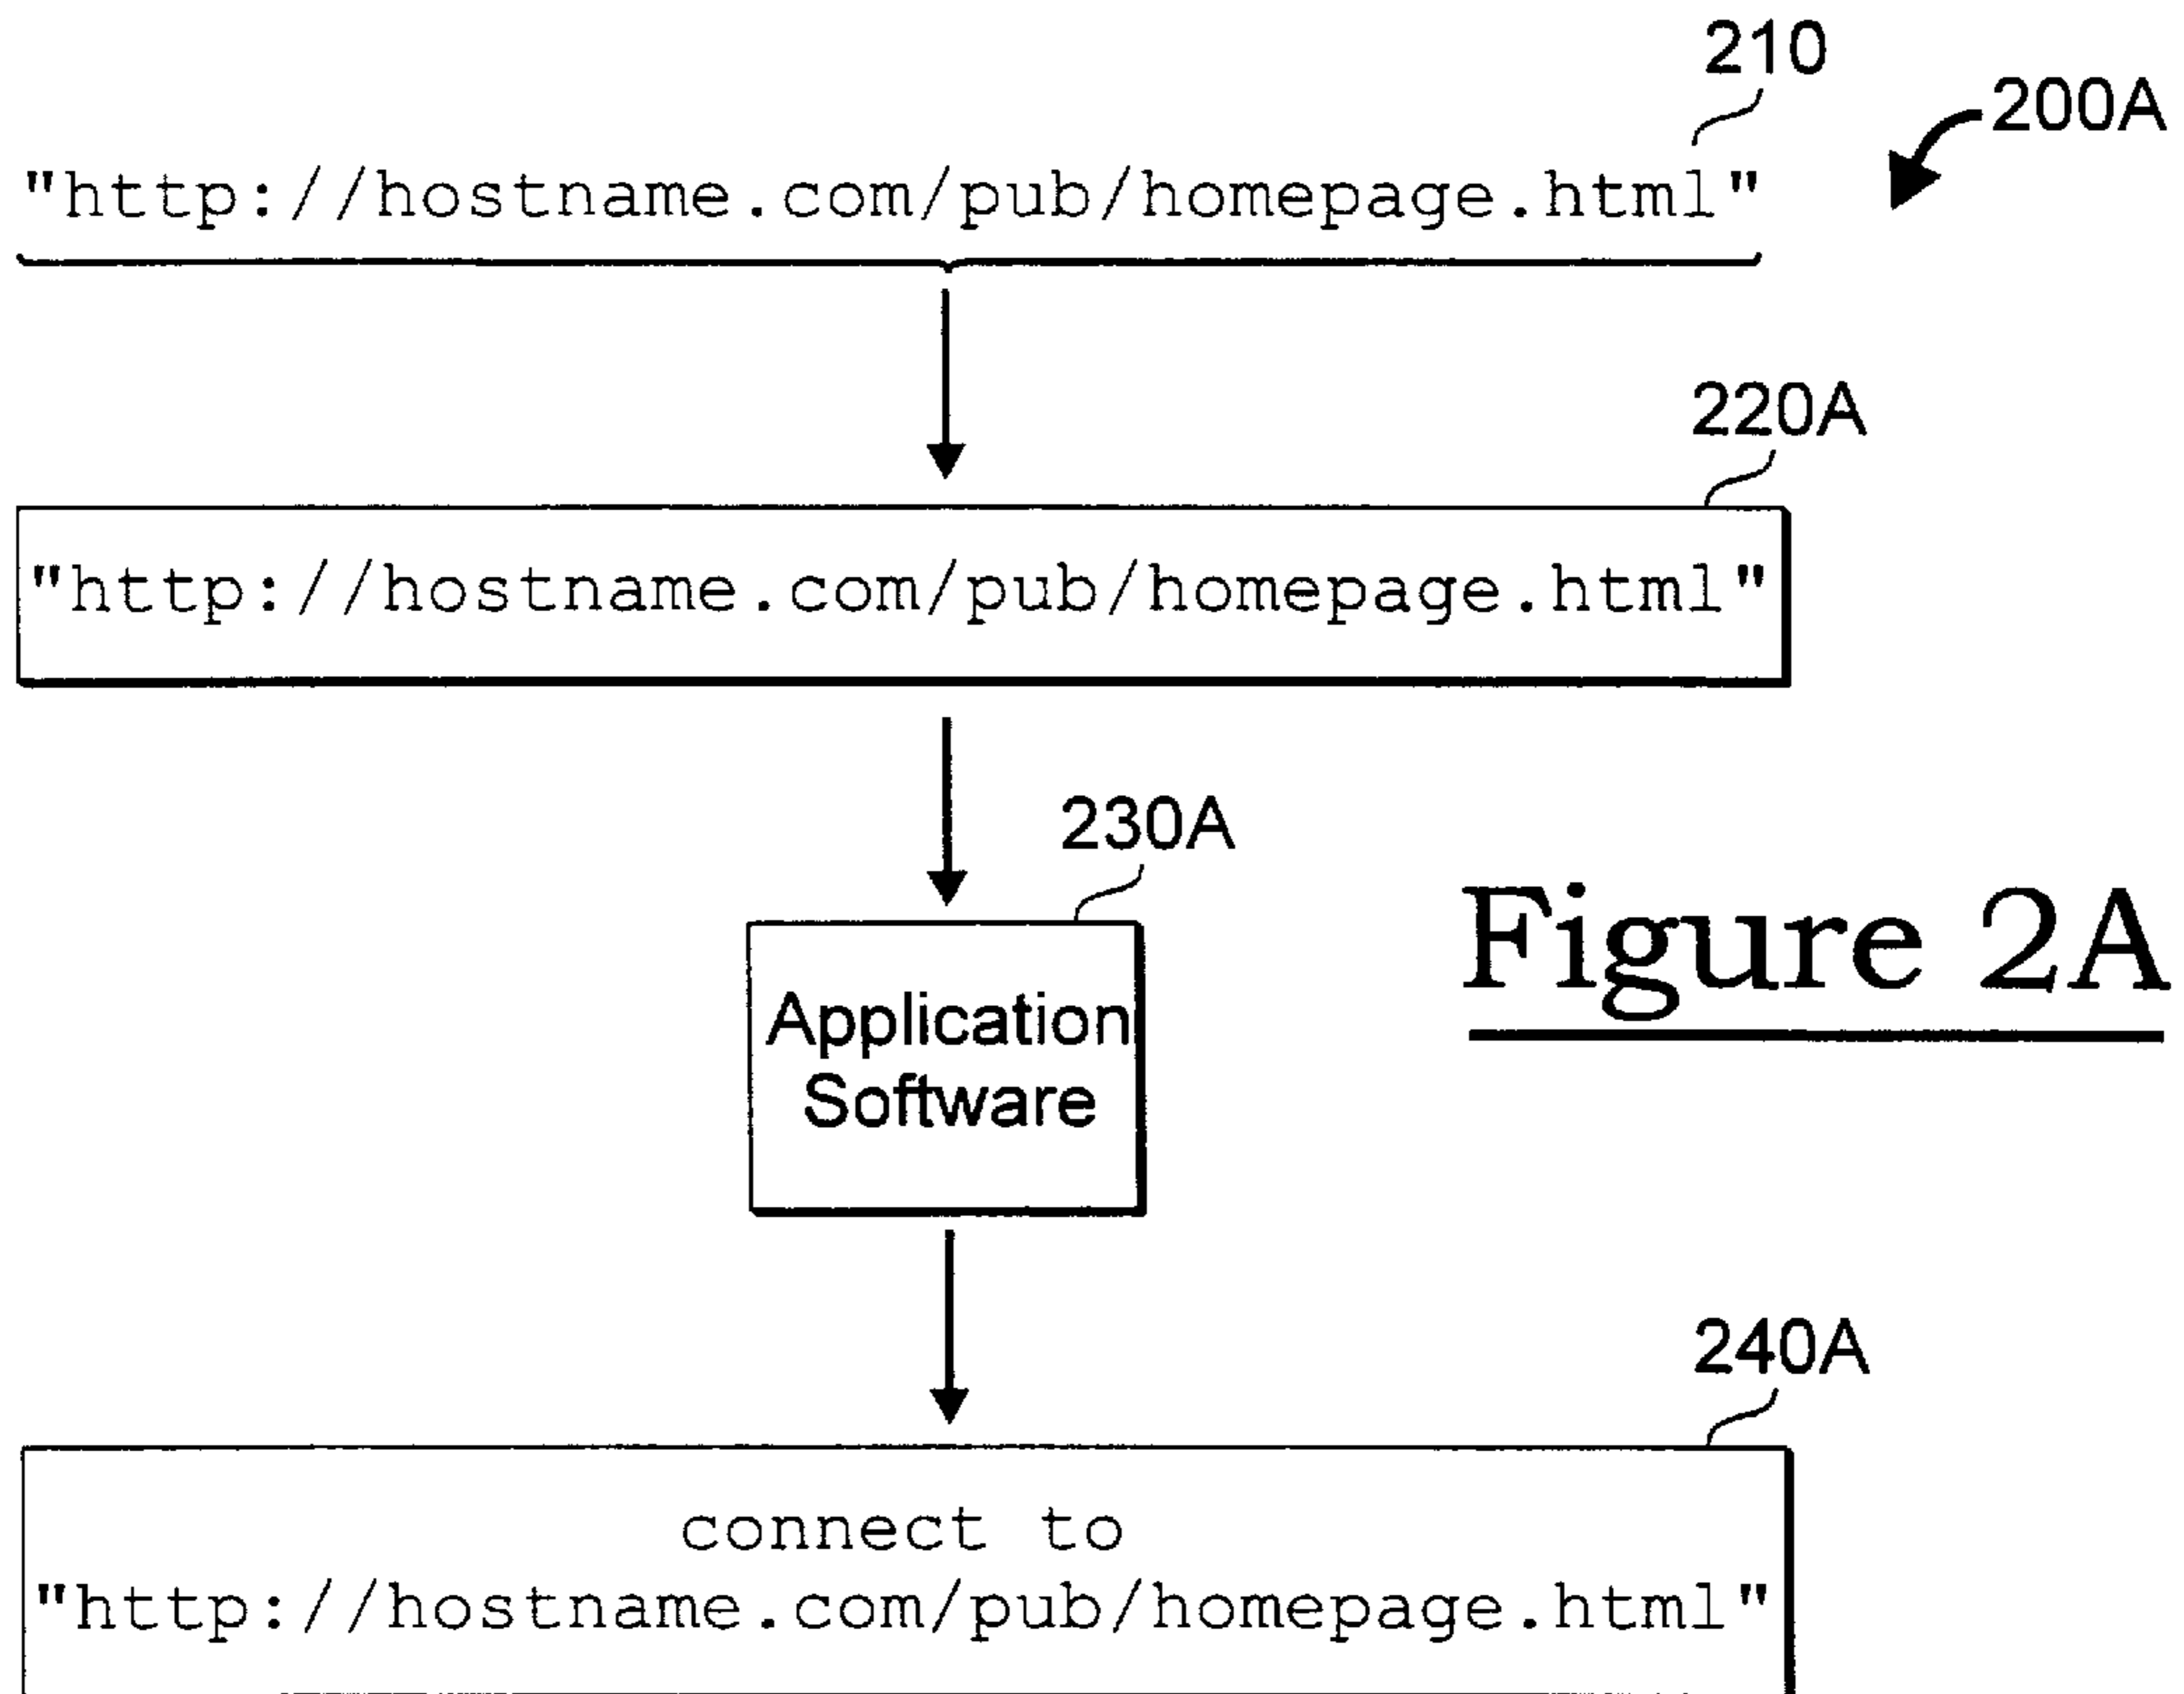 210
200A
"http://hostname.com/pub/homepage.html"
220A
"http://hostname.com/pub/homepage.html"
230A
Application
Software
Figure 2A
240A
connect to
"http://hostname.com/pub/homepage.html"